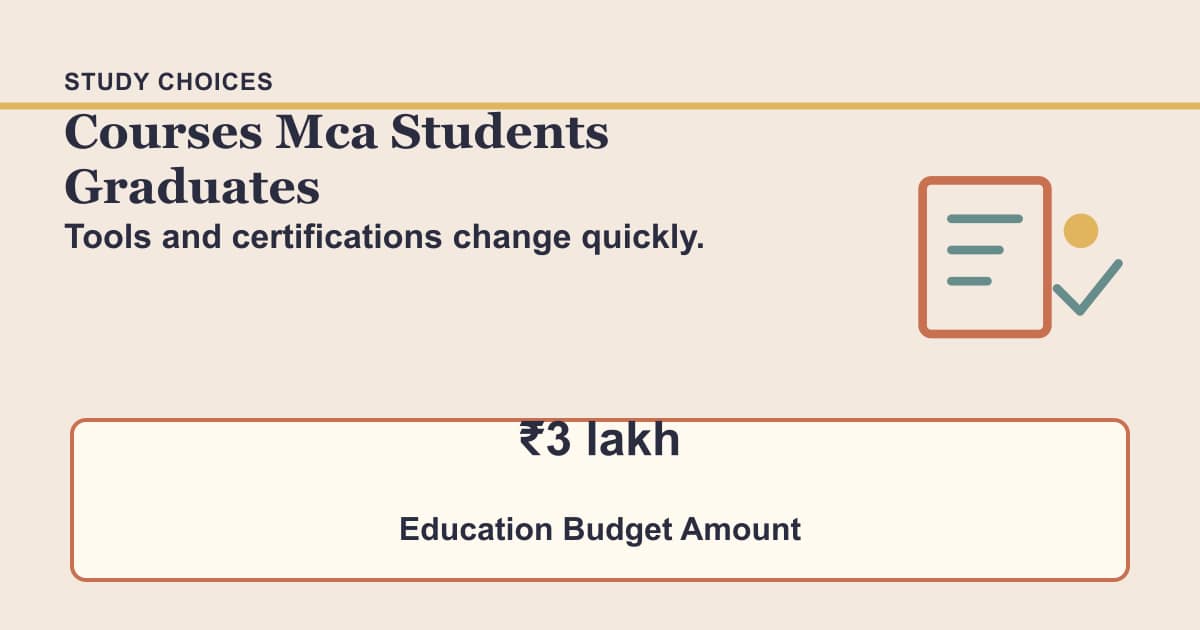 STUDY CHOICES
Courses Mca Students
Graduates
Tools and certifications change quickly.
₹3 lakh
Education Budget Amount